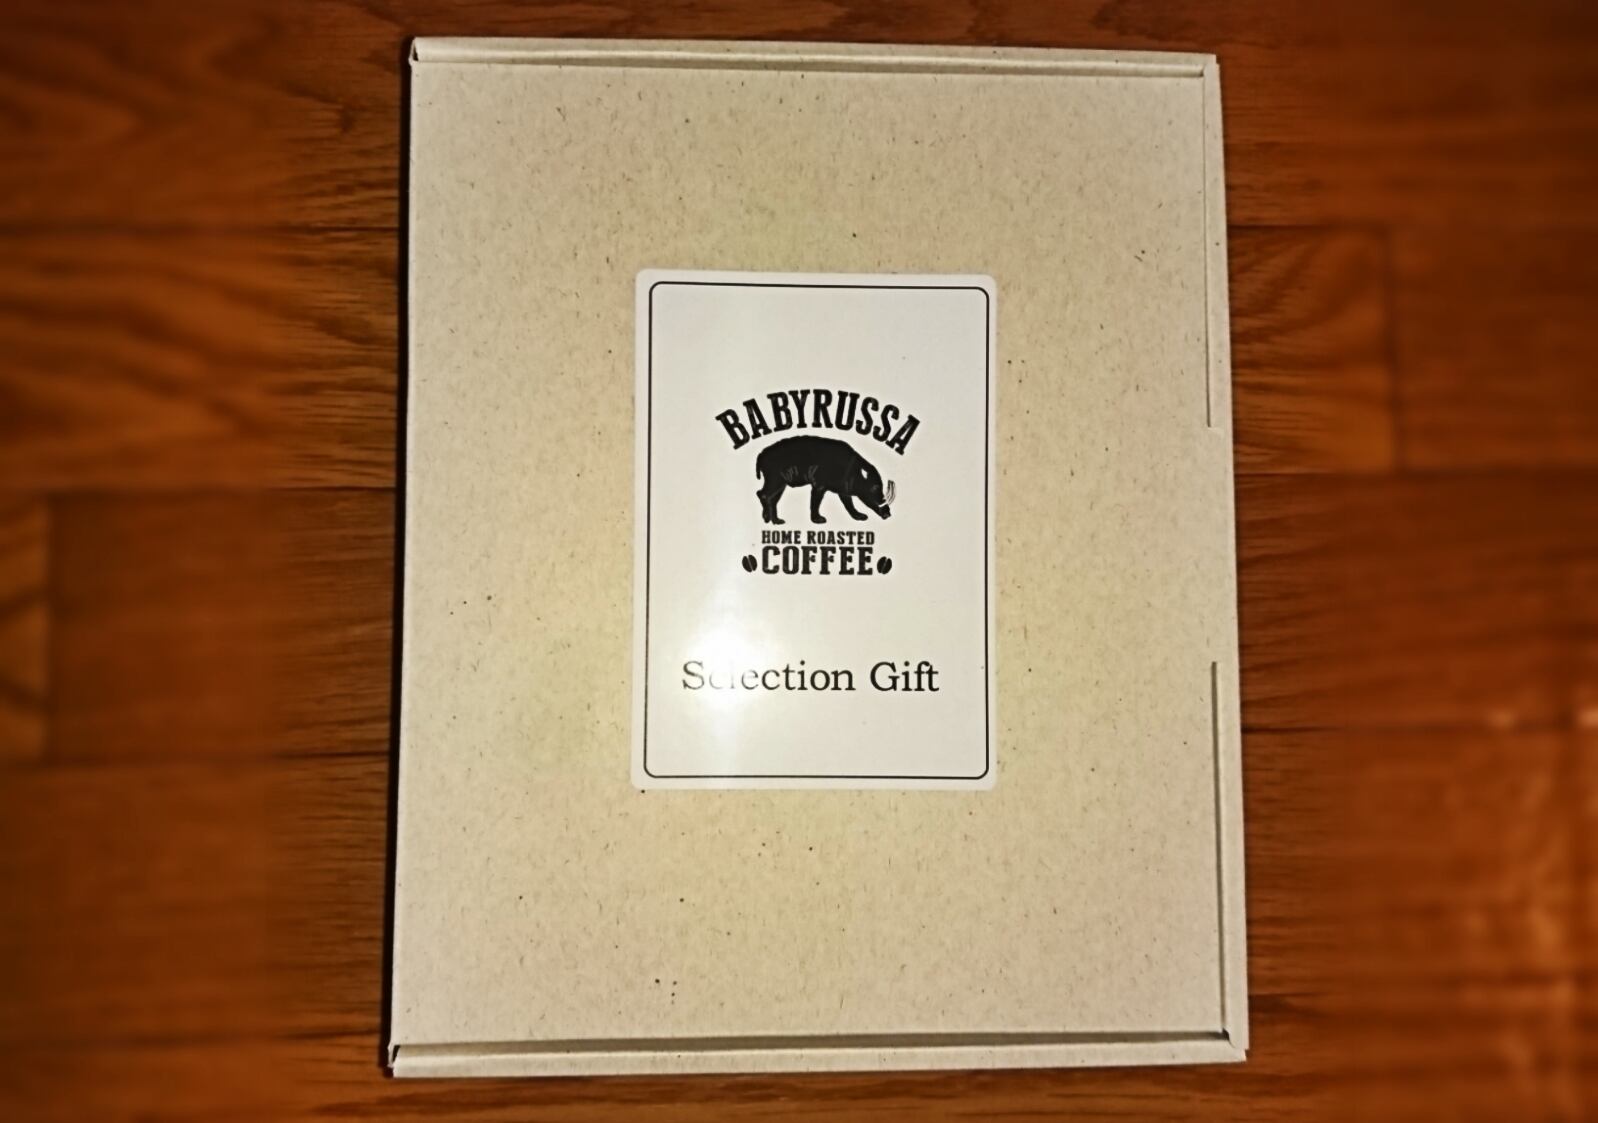 BABYRUSSA
HOME ROASTED
COFFEE
Selection Gift